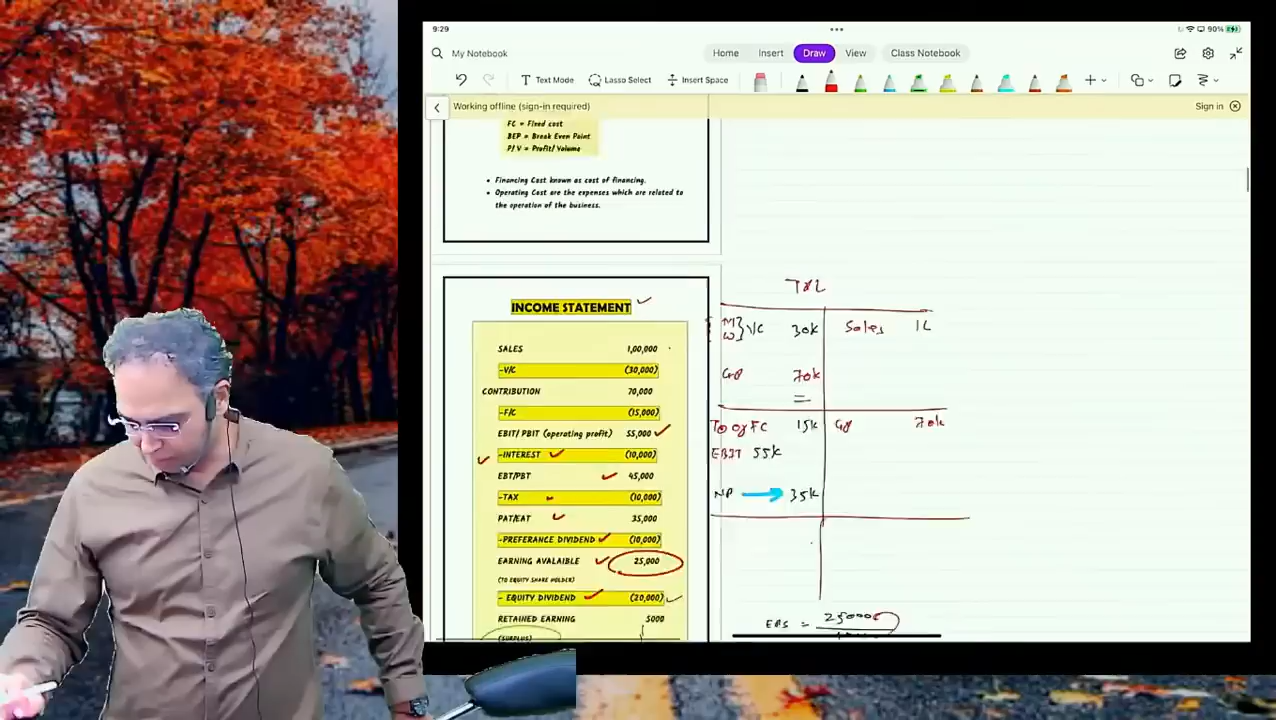 9:29
90%
My Notebook
Home Insert Draw View Class Notebook
Text Mode Lasso Select Insert Space
Working offline (sign-in required) Sign in
FC = Fixed cost
BEP = Break Even Point
P/V = Profit/ Volume
• Financing Cost known as cost of financing.
• Operating Cost are the expenses which are related to
the operation of the business.
INCOME STATEMENT
SALES 1,00,000
-V/C (30,000)
CONTRIBUTION 70,000
-F/C (15,000)
EBIT/ PBIT (operating profit) 55,000
-INTEREST (10,000)
EBT/PBT 45,000
-TAX (10,000)
PAT/EAT 35,000
-PREFERANCE DIVIDEND (10,000)
EARNING AVALAIBLE 25,000
(TO EQUITY SHARE HOLDER)
- EQUITY DIVIDEND (20,000)
RETAINED EARNING 5000
(SURPLUS)
M W } V/C 30k Sales 1L
GP 70k
To oy FC 15k GP 70k
EBIT 55k
NP 35k
EPS = 25000